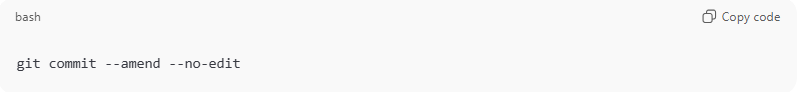 bash
Copy code
git commit --amend --no-edit